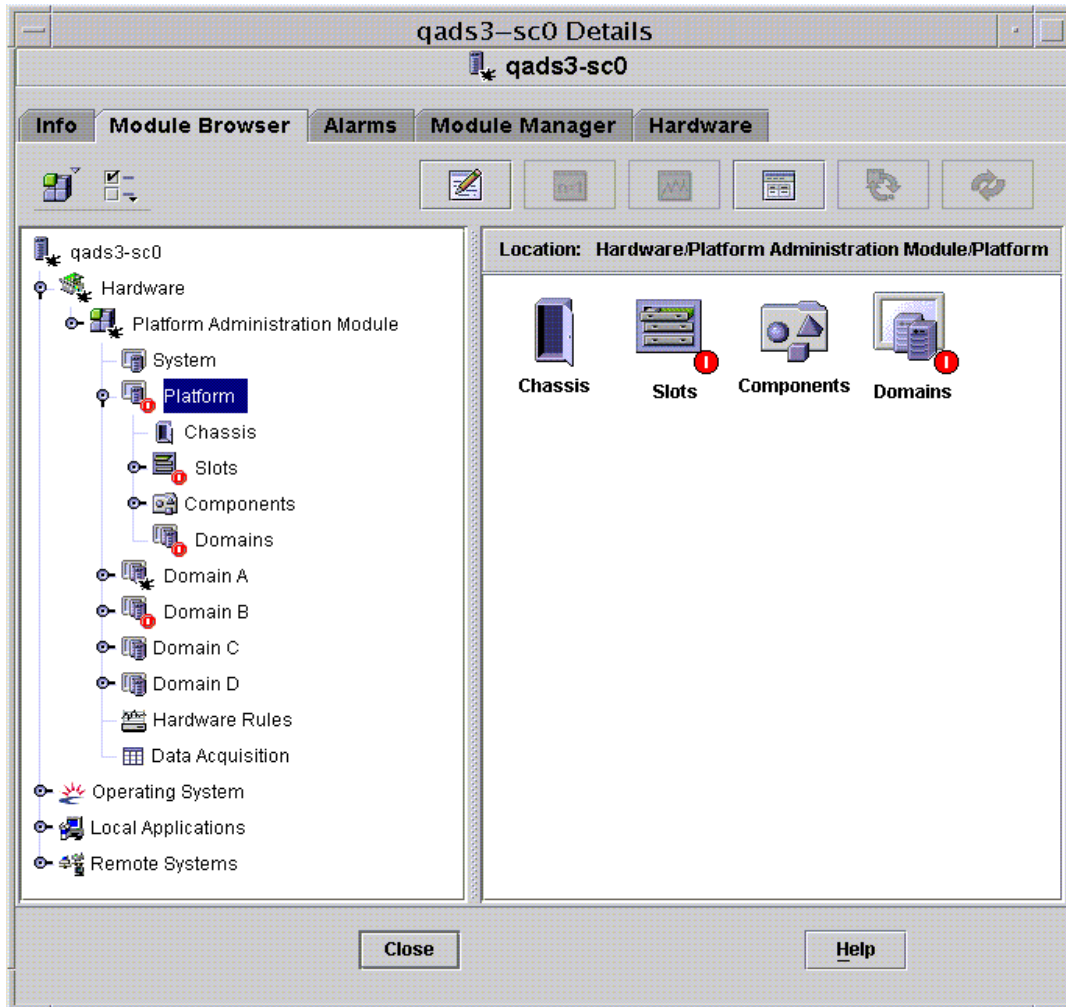 qads3-sc0 Details
qads3-sc0
Info Module Browser Alarms Module Manager Hardware
n=1
qads3-sc0
Hardware
Platform Administration Module
System
Platform
Chassis
Slots
Components
Domains
Domain A
Domain B
Domain C
Domain D
Hardware Rules
Data Acquisition
Operating System
Local Applications
Remote Systems
Location: Hardware/Platform Administration Module/Platform
Chassis Slots Components Domains
Close Help